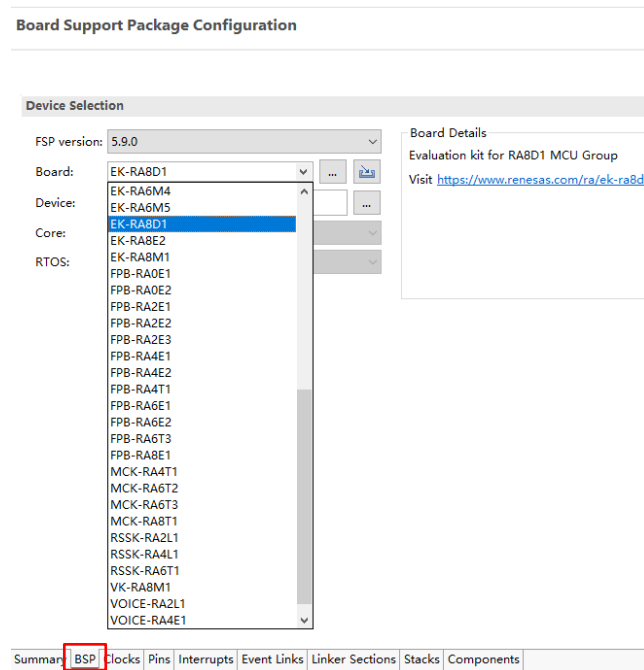 Board Support Package Configuration
Device Selection
FSP version: 5.9.0
Board: EK-RA8D1 ...
Device: ...
Core:
RTOS:
EK-RA6M4
EK-RA6M5
EK-RA8D1
EK-RA8E2
EK-RA8M1
FPB-RA0E1
FPB-RA0E2
FPB-RA2E1
FPB-RA2E2
FPB-RA2E3
FPB-RA4E1
FPB-RA4E2
FPB-RA4T1
FPB-RA6E1
FPB-RA6E2
FPB-RA6T3
FPB-RA8E1
MCK-RA4T1
MCK-RA6T2
MCK-RA6T3
MCK-RA8T1
RSSK-RA2L1
RSSK-RA4L1
RSSK-RA6T1
VK-RA8M1
VOICE-RA2L1
VOICE-RA4E1
Board Details
Evaluation kit for RA8D1 MCU Group
Visit https://www.renesas.com/ra/ek-ra8d
Summary BSP Clocks Pins Interrupts Event Links Linker Sections Stacks Components